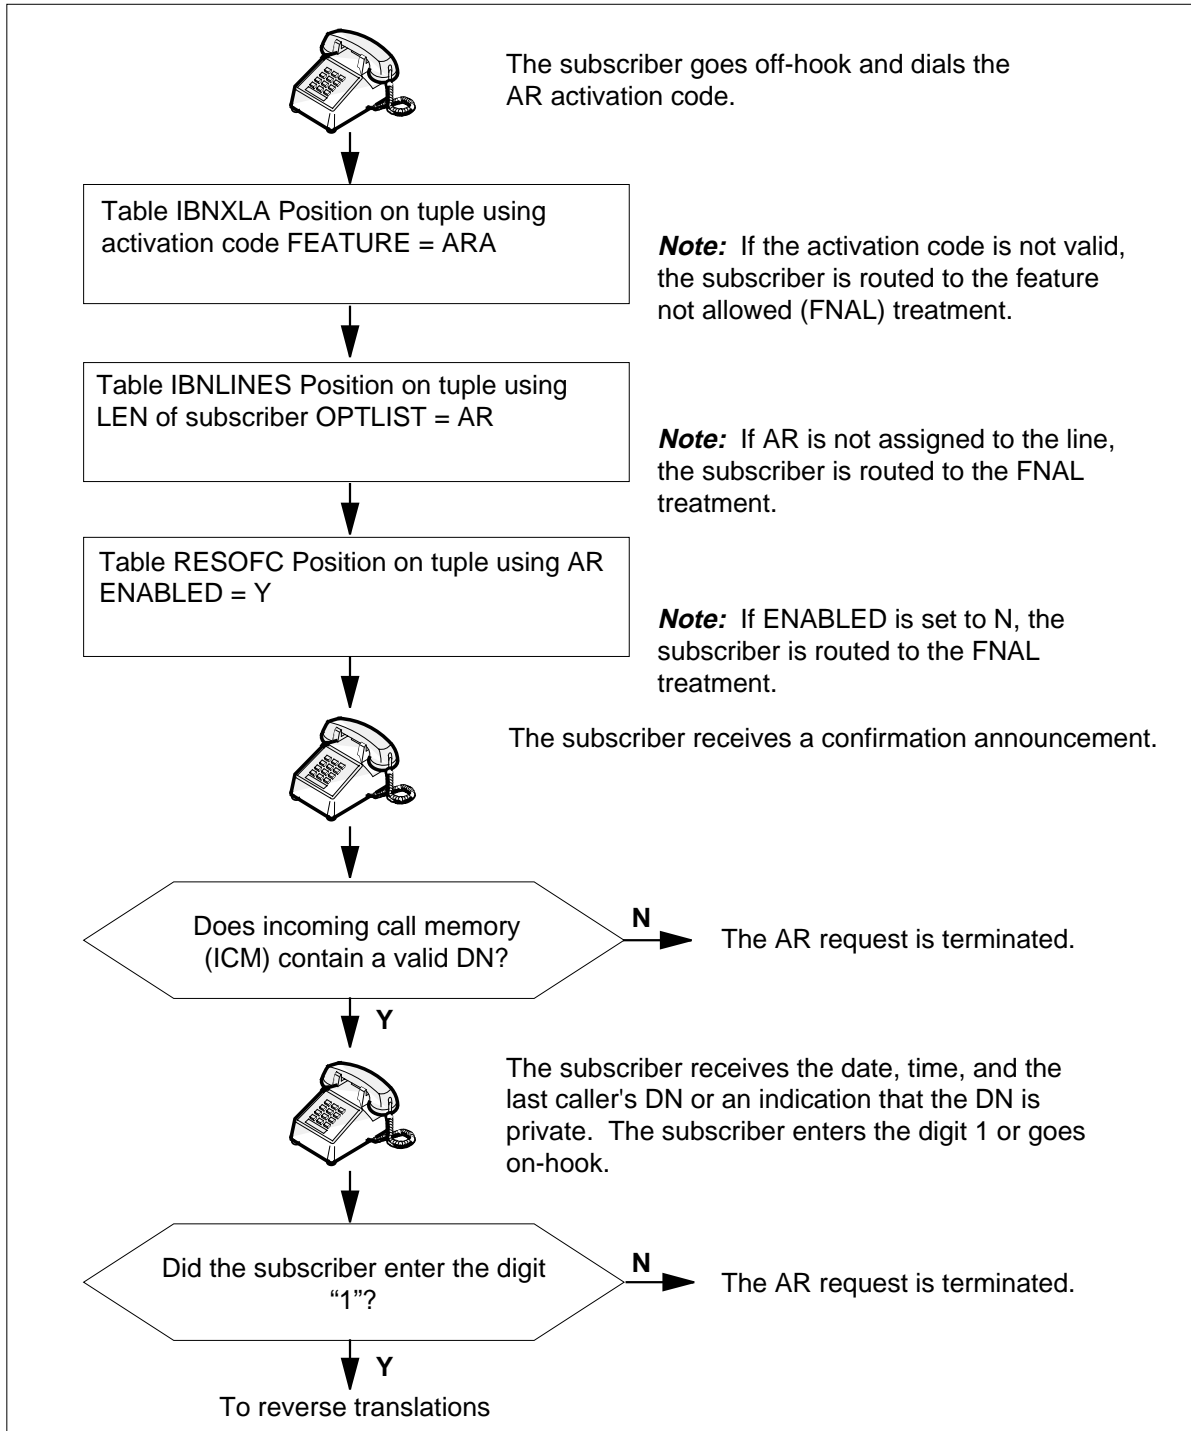 The subscriber goes off-hook and dials the
AR activation code.
Table IBNXLA Position on tuple using
activation code FEATURE = ARA
Note: If the activation code is not valid,
the subscriber is routed to the feature
not allowed (FNAL) treatment.
Table IBNLINES Position on tuple using
LEN of subscriber OPTLIST = AR
Note: If AR is not assigned to the line,
the subscriber is routed to the FNAL
treatment.
Table RESOFC Position on tuple using AR
ENABLED = Y
Note: If ENABLED is set to N, the
subscriber is routed to the FNAL
treatment.
The subscriber receives a confirmation announcement.
Does incoming call memory
(ICM) contain a valid DN?
N
The AR request is terminated.
Y
The subscriber receives the date, time, and the
last caller's DN or an indication that the DN is
private. The subscriber enters the digit 1 or goes
on-hook.
Did the subscriber enter the digit
“1”?
N
The AR request is terminated.
Y
To reverse translations